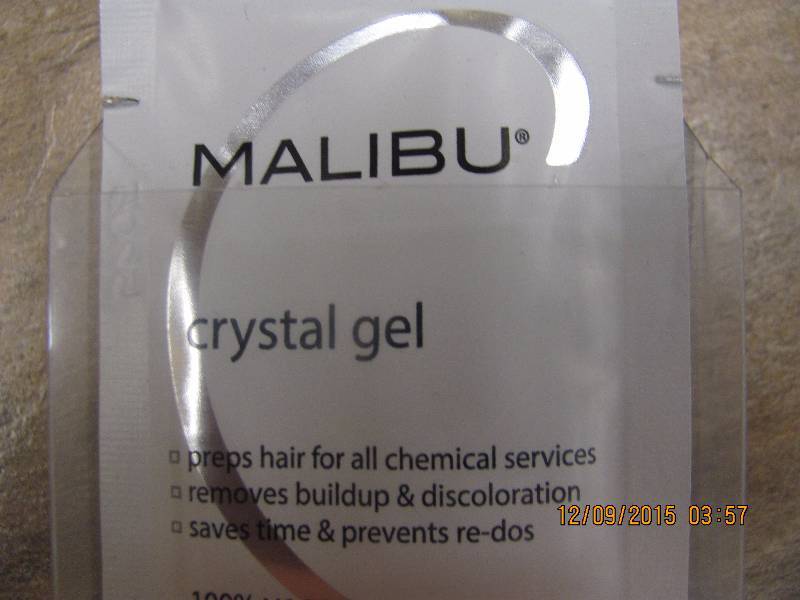 MALIBU®
crystal gel
▫ preps hair for all chemical services
▫ removes buildup & discoloration
▫ saves time & prevents re-dos
12/09/2015 03:57
100%